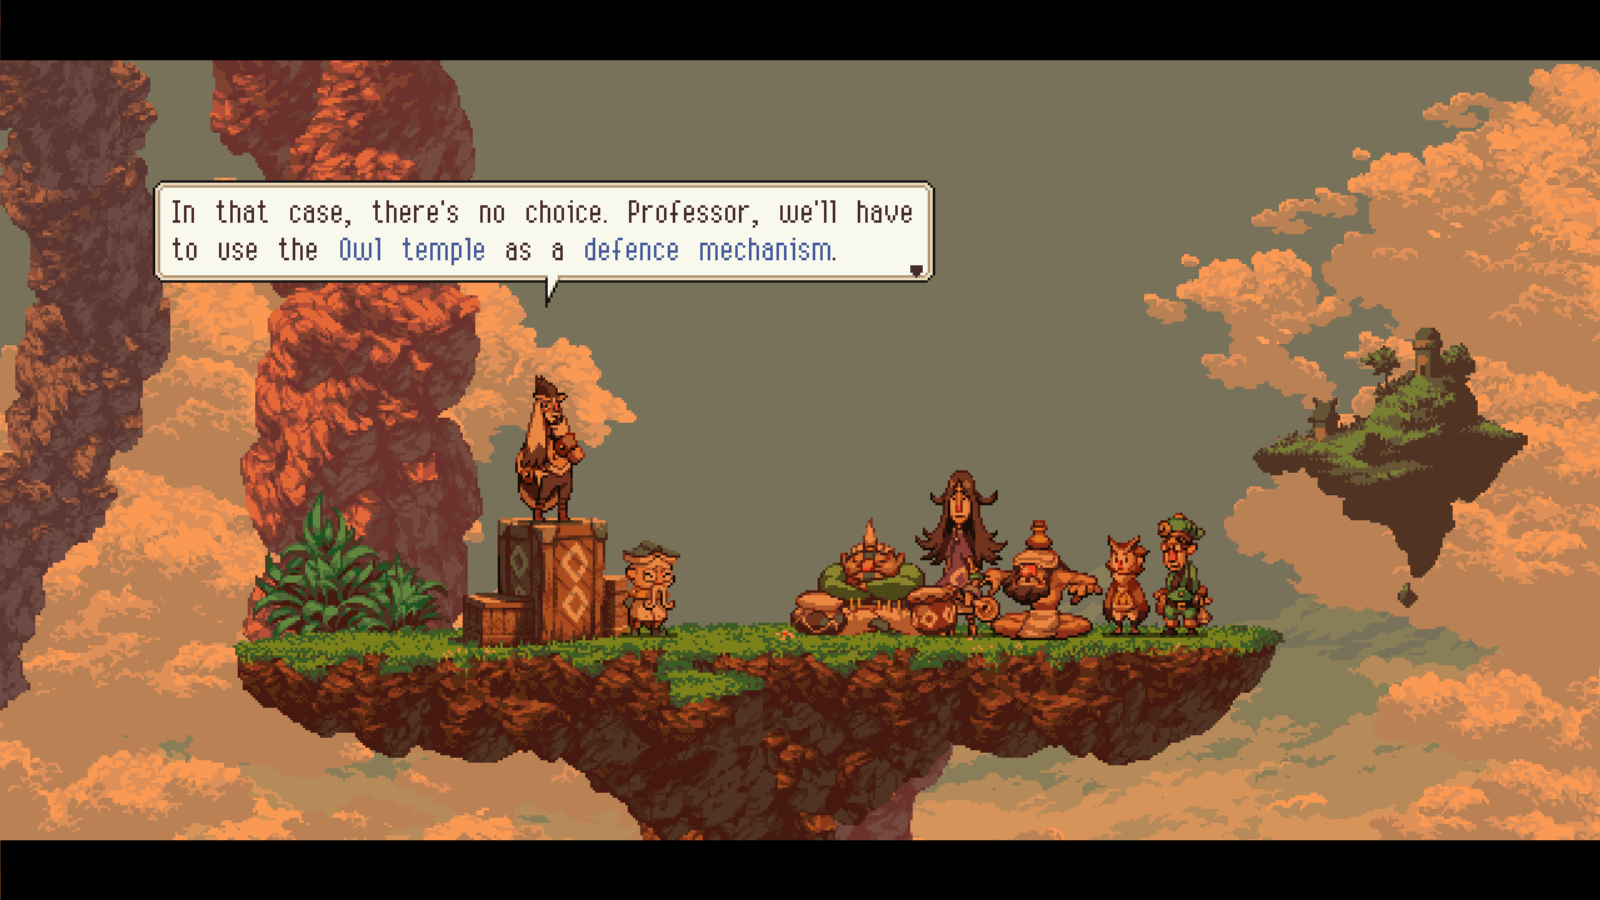 In that case, there's no choice. Professor, we'll have
to use the Owl temple as a defence mechanism.